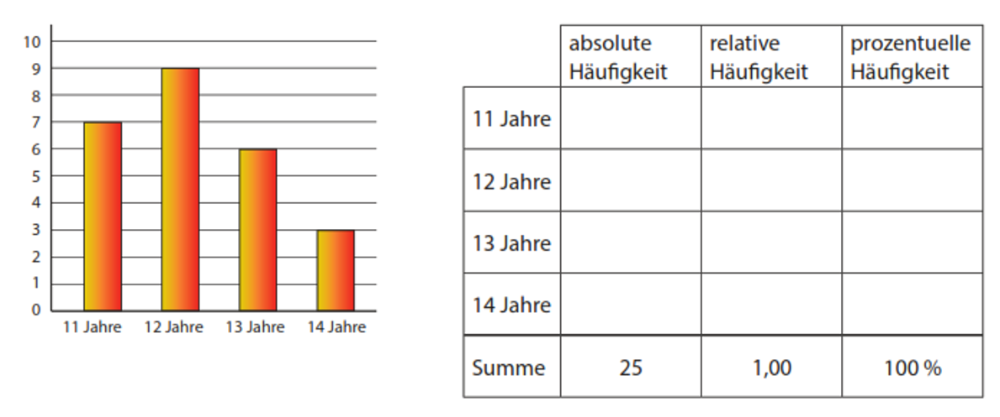 10
9
8
7
6
5
4
3
2
1
0
11 Jahre 12 Jahre 13 Jahre 14 Jahre
absolute relative prozentuelle
Häufigkeit Häufigkeit Häufigkeit
11 Jahre
12 Jahre
13 Jahre
14 Jahre
Summe 25 1,00 100 %